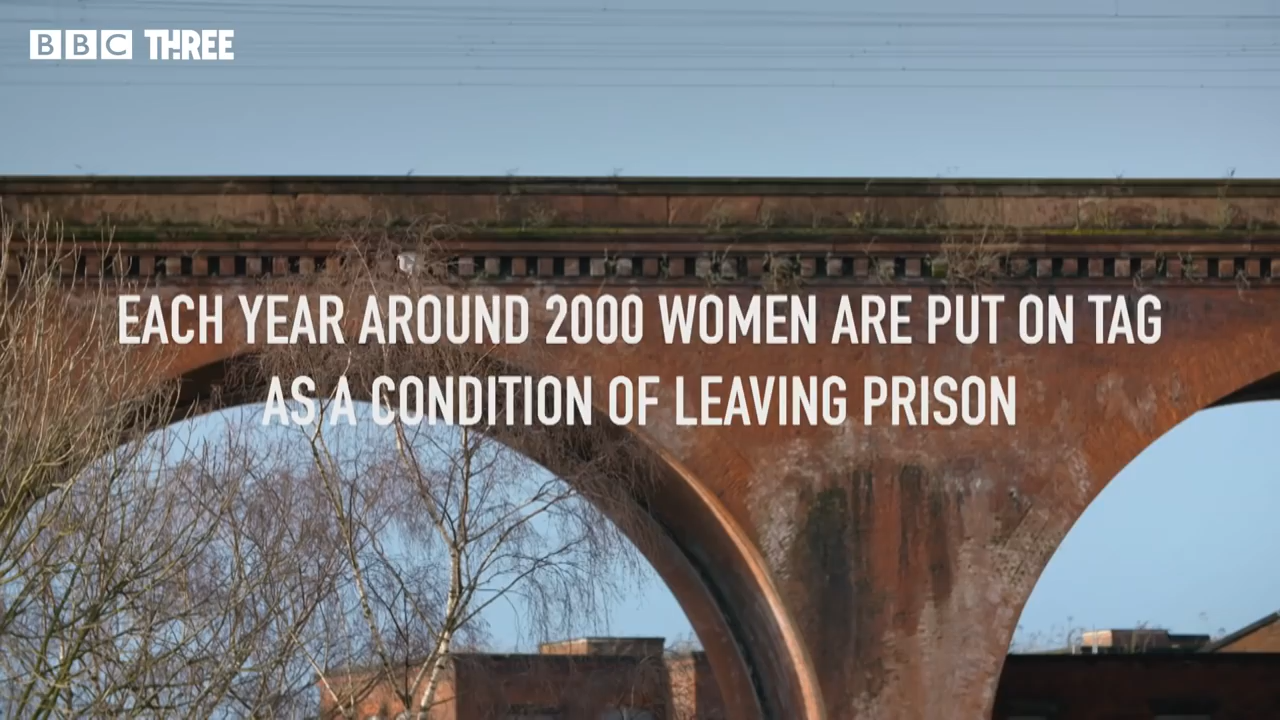 BBC THREE
EACH YEAR AROUND 2000 WOMEN ARE PUT ON TAG
AS A CONDITION OF LEAVING PRISON